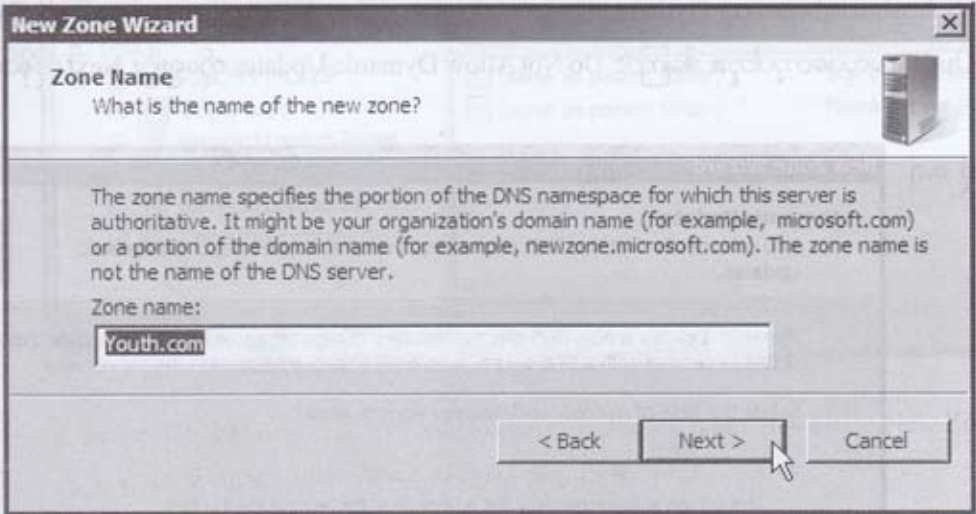 New Zone Wizard
Zone Name
What is the name of the new zone?
The zone name specifies the portion of the DNS namespace for which this server is
authoritative. It might be your organization's domain name (for example, microsoft.com)
or a portion of the domain name (for example, newzone.microsoft.com). The zone name is
not the name of the DNS server.
Zone name:
Youth.com
< Back
Next >
Cancel